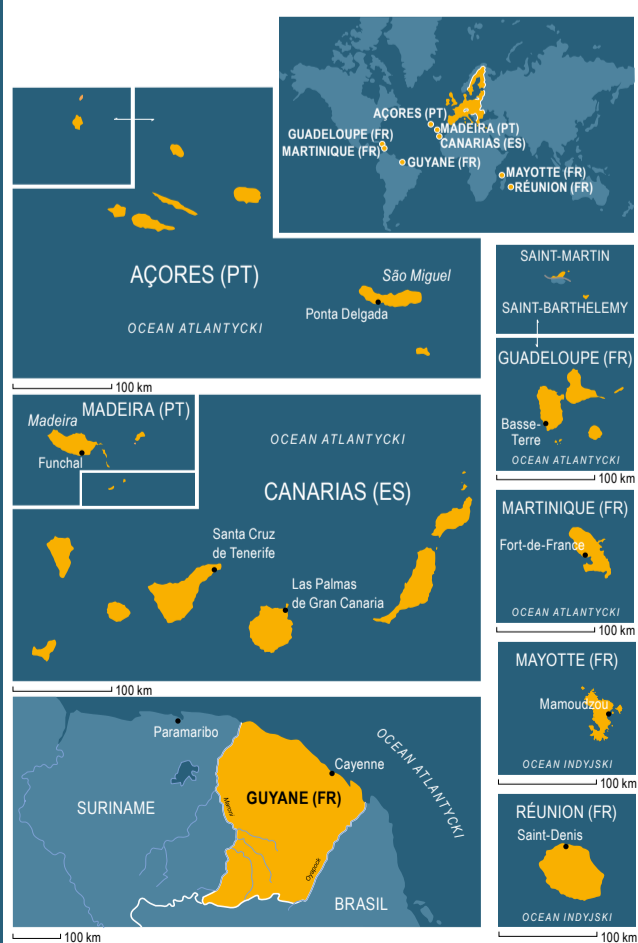 AÇORES (PT)
MADEIRA (PT)
CANARIAS (ES)
GUADELOUPE (FR)
MARTINIQUE (FR)
GUYANE (FR)
MAYOTTE (FR)
RÉUNION (FR)
AÇORES (PT)
São Miguel
Ponta Delgada
OCEAN ATLANTYCKI
100 km
SAINT-MARTIN
SAINT-BARTHELEMY
GUADELOUPE (FR)
Basse-
Terre
OCEAN ATLANTYCKI
100 km
MADEIRA (PT)
Madeira
Funchal
OCEAN ATLANTYCKI
CANARIAS (ES)
Santa Cruz
de Tenerife
Las Palmas
de Gran Canaria
100 km
MARTINIQUE (FR)
Fort-de-France
OCEAN ATLANTYCKI
100 km
MAYOTTE (FR)
Mamoudzou
OCEAN INDYJSKI
100 km
Paramaribo
Cayenne
OCEAN ATLANTYCKI
SURINAME
GUYANE (FR)
Maroni
Oyapock
BRASIL
100 km
RÉUNION (FR)
Saint-Denis
OCEAN INDYJSKI
100 km